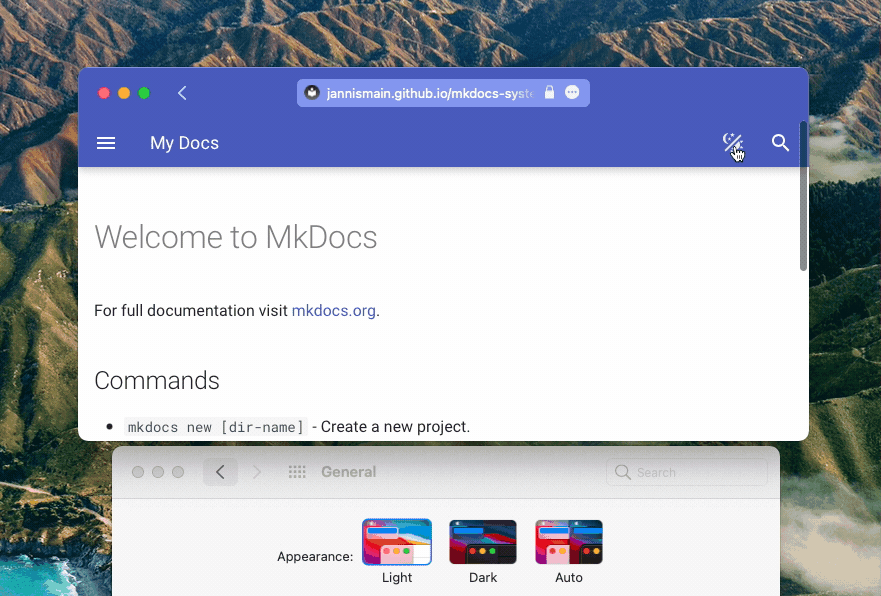 jannismain.github.io/mkdocs-syste
My Docs
Welcome to MkDocs
For full documentation visit mkdocs.org.
Commands
mkdocs new [dir-name] - Create a new project.
General
Search
Appearance:
Light
Dark
Auto